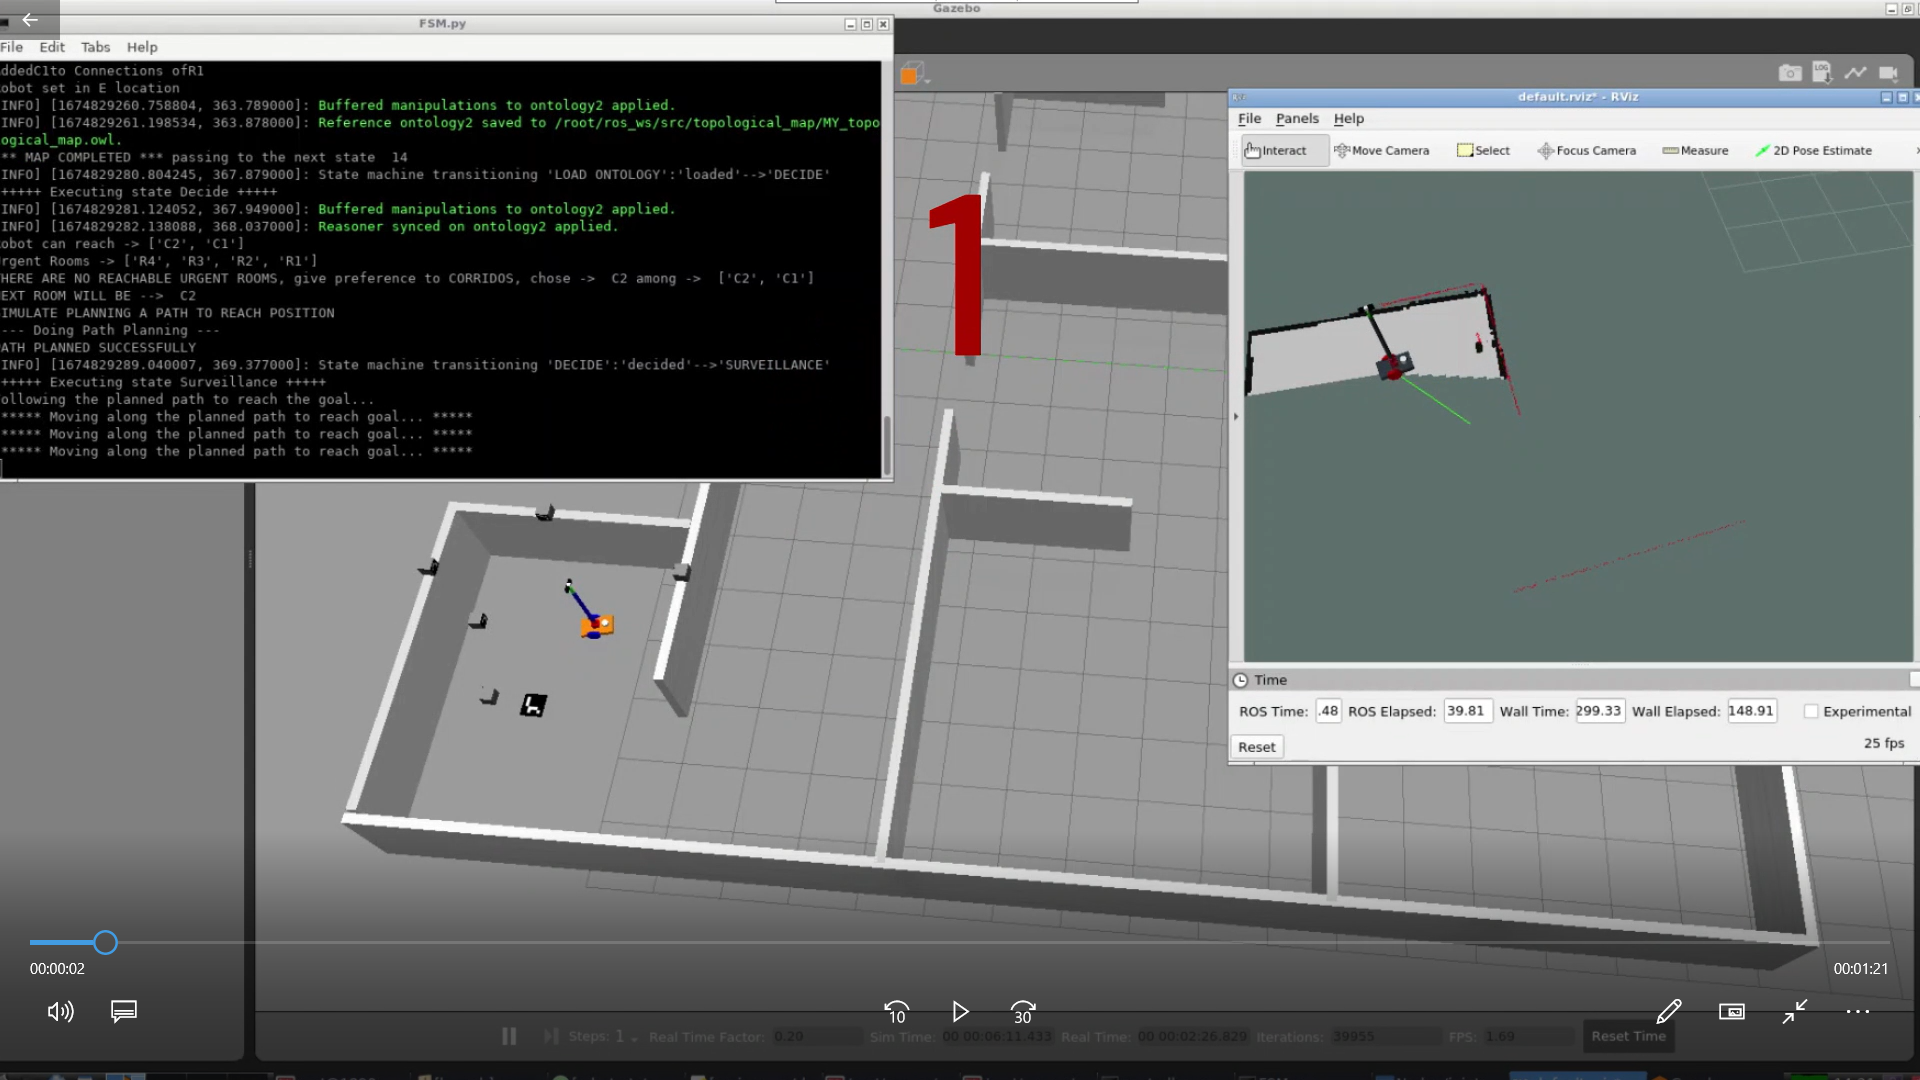 Gazebo
FSM.py
File Edit Tabs Help
ddedC1to Connections ofR1
obot set in E location
INFO] [1674829260.758804, 363.789000]: Buffered manipulations to ontology2 applied.
INFO] [1674829261.198534, 363.878000]: Reference ontology2 saved to /root/ros_ws/src/topological_map/MY_topo
ogical_map.owl.
** MAP COMPLETED *** passing to the next state  14
INFO] [1674829280.804245, 367.879000]: State machine transitioning 'LOAD ONTOLOGY':'loaded'-->'DECIDE'
+++++ Executing state Decide +++++
INFO] [1674829281.124052, 367.949000]: Buffered manipulations to ontology2 applied.
INFO] [1674829282.138088, 368.037000]: Reasoner synced on ontology2 applied.
obot can reach -> ['C2', 'C1']
rgent Rooms -> ['R4', 'R3', 'R2', 'R1']
HERE ARE NO REACHABLE URGENT ROOMS, give preference to CORRIDOS, chose ->  C2 among ->  ['C2', 'C1']
EXT ROOM WILL BE -->  C2
IMULATE PLANNING A PATH TO REACH POSITION
--- Doing Path Planning ---
ATH PLANNED SUCCESSFULLY
INFO] [1674829289.040007, 369.377000]: State machine transitioning 'DECIDE':'decided'-->'SURVEILLANCE'
+++++ Executing state Surveillance +++++
ollowing the planned path to reach the goal...
***** Moving along the planned path to reach goal... *****
***** Moving along the planned path to reach goal... *****
***** Moving along the planned path to reach goal... *****
1
LOG
default.rviz* - RViz
File Panels Help
Interact Move Camera Select Focus Camera Measure 2D Pose Estimate
Time
ROS Time: .48 ROS Elapsed: 39.81 Wall Time: 299.33 Wall Elapsed: 148.91 Experimental
Reset 25 fps
00:00:02 00:01:21
10 30
Steps: 1 Real Time Factor: 0.20 Sim Time: 00 00:06:11.433 Real Time: 00 00:02:26.829 Iterations: 39955 FPS: 1.69 Reset Time